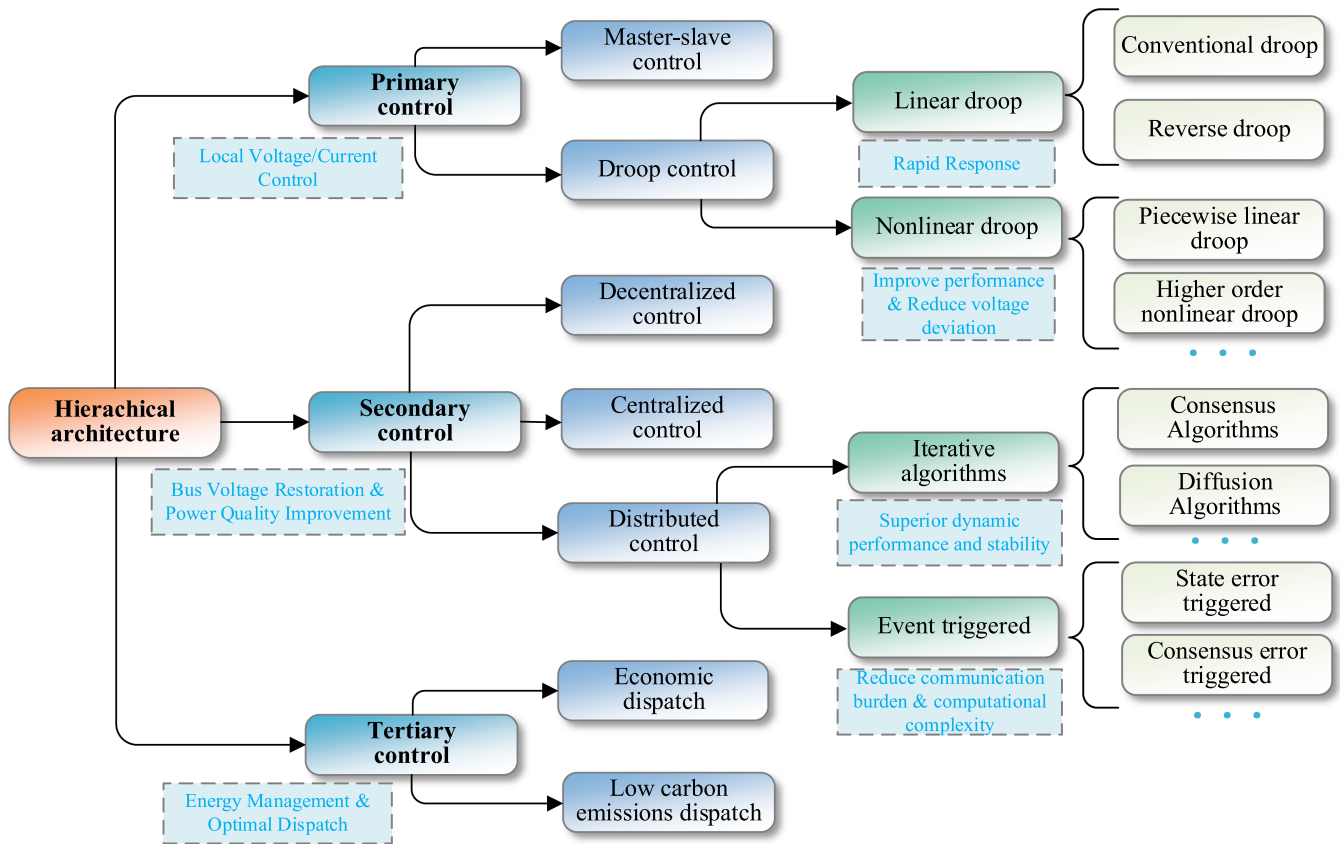 Hierachical
architecture
Primary
control
Local Voltage/Current
Control
Master-slave
control
Droop control
Linear droop
Rapid Response
Conventional droop
Reverse droop
Nonlinear droop
Improve performance
& Reduce voltage
deviation
Piecewise linear
droop
Higher order
nonlinear droop
• • •
Secondary
control
Bus Voltage Restoration &
Power Quality Improvement
Decentralized
control
Centralized
control
Distributed
control
Iterative
algorithms
Superior dynamic
performance and stability
Consensus
Algorithms
Diffusion
Algorithms
• • •
Event triggered
Reduce communication
burden & computational
complexity
State error
triggered
Consensus error
triggered
• • •
Tertiary
control
Energy Management &
Optimal Dispatch
Economic
dispatch
Low carbon
emissions dispatch